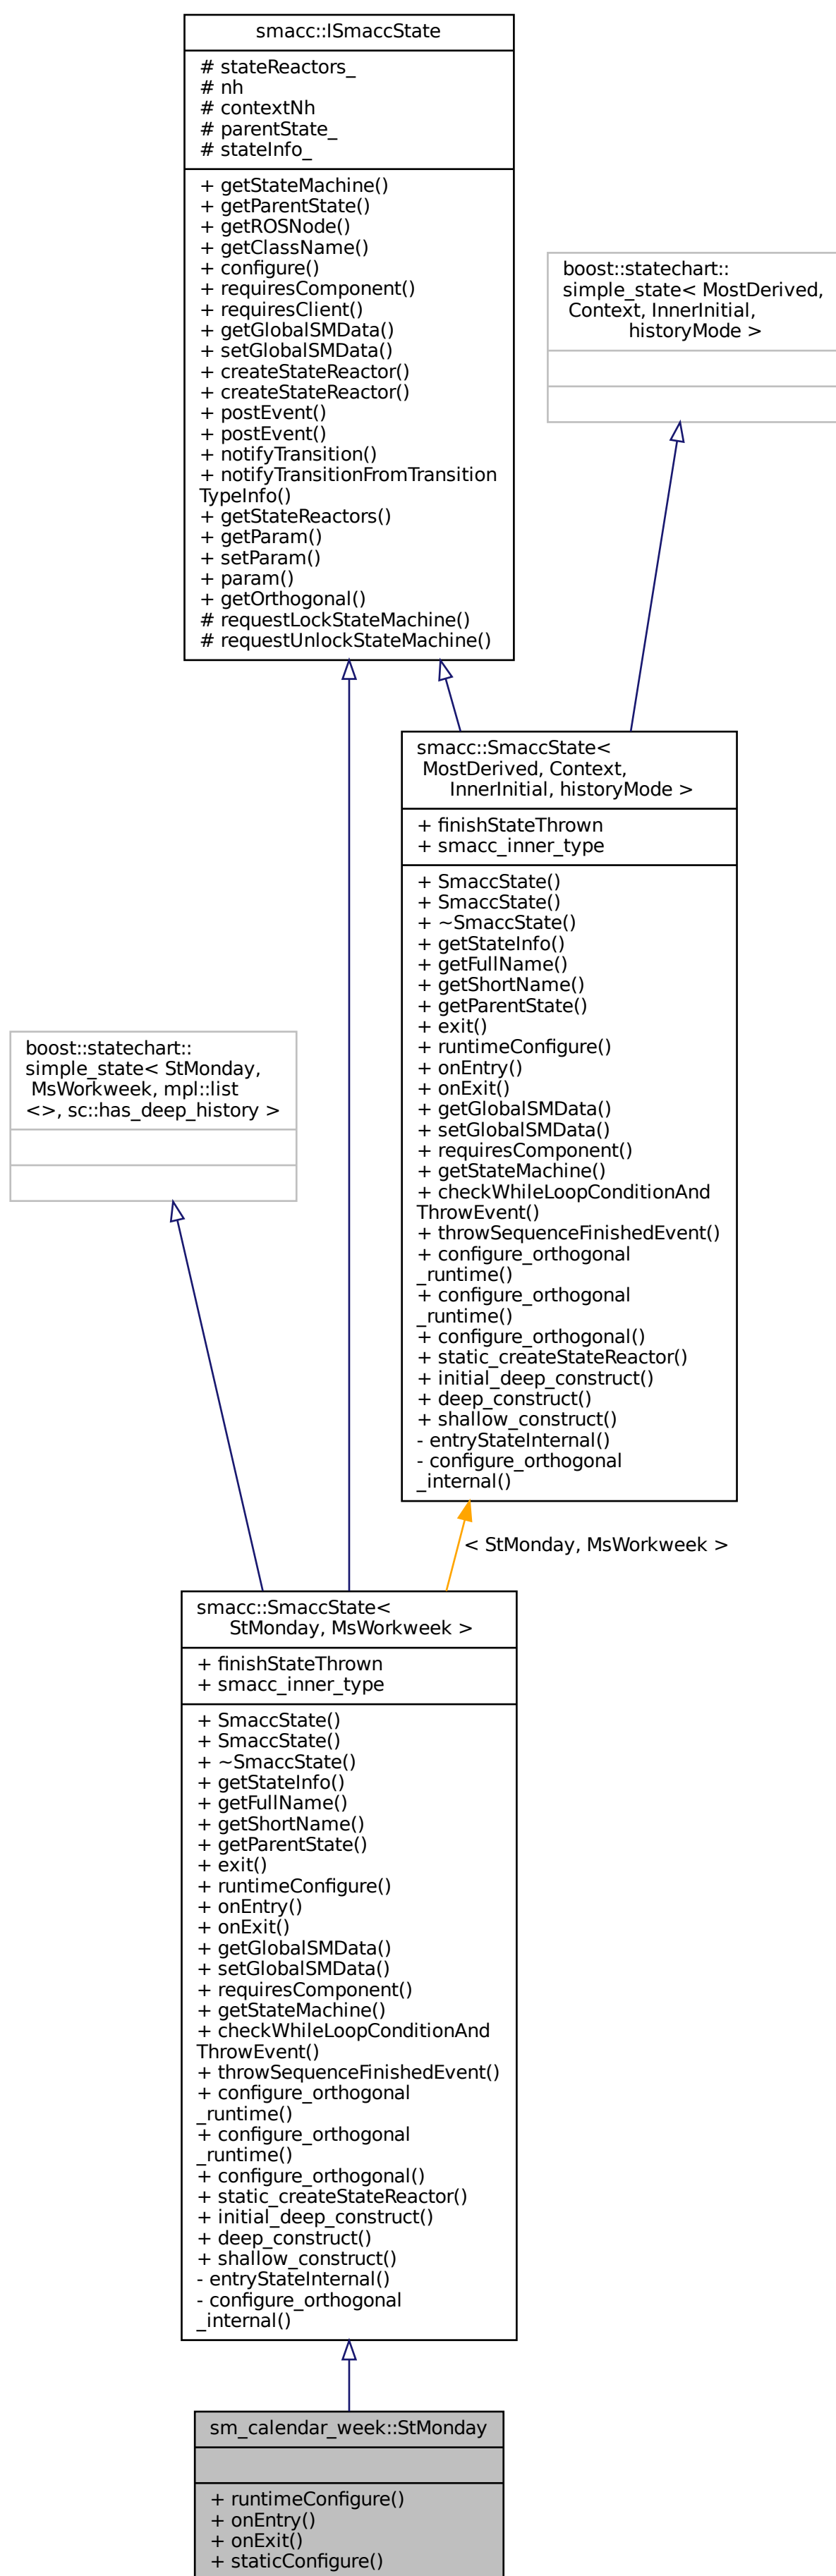 smacc::ISmaccState
# stateReactors_
# nh
# contextNh
# parentState_
# stateInfo_
+ getStateMachine()
+ getParentState()
+ getROSNode()
+ getClassName()
+ configure()
+ requiresComponent()
+ requiresClient()
+ getGlobalSMData()
+ setGlobalSMData()
+ createStateReactor()
+ createStateReactor()
+ postEvent()
+ postEvent()
+ notifyTransition()
+ notifyTransitionFromTransition
TypeInfo()
+ getStateReactors()
+ getParam()
+ setParam()
+ param()
+ getOrthogonal()
# requestLockStateMachine()
# requestUnlockStateMachine()
boost::statechart::
simple_state< MostDerived,
Context, InnerInitial,
historyMode >
smacc::SmaccState<
MostDerived, Context,
InnerInitial, historyMode >
+ finishStateThrown
+ smacc_inner_type
+ SmaccState()
+ SmaccState()
+ ~SmaccState()
+ getStateInfo()
+ getFullName()
+ getShortName()
+ getParentState()
+ exit()
+ runtimeConfigure()
+ onEntry()
+ onExit()
+ getGlobalSMData()
+ setGlobalSMData()
+ requiresComponent()
+ getStateMachine()
+ checkWhileLoopConditionAnd
ThrowEvent()
+ throwSequenceFinishedEvent()
+ configure_orthogonal
_runtime()
+ configure_orthogonal
_runtime()
+ configure_orthogonal()
+ static_createStateReactor()
+ initial_deep_construct()
+ deep_construct()
+ shallow_construct()
- entryStateInternal()
- configure_orthogonal
_internal()
boost::statechart::
simple_state< StMonday,
MsWorkweek, mpl::list
<>, sc::has_deep_history >
< StMonday, MsWorkweek >
smacc::SmaccState<
StMonday, MsWorkweek >
+ finishStateThrown
+ smacc_inner_type
+ SmaccState()
+ SmaccState()
+ ~SmaccState()
+ getStateInfo()
+ getFullName()
+ getShortName()
+ getParentState()
+ exit()
+ runtimeConfigure()
+ onEntry()
+ onExit()
+ getGlobalSMData()
+ setGlobalSMData()
+ requiresComponent()
+ getStateMachine()
+ checkWhileLoopConditionAnd
ThrowEvent()
+ throwSequenceFinishedEvent()
+ configure_orthogonal
_runtime()
+ configure_orthogonal
_runtime()
+ configure_orthogonal()
+ static_createStateReactor()
+ initial_deep_construct()
+ deep_construct()
+ shallow_construct()
- entryStateInternal()
- configure_orthogonal
_internal()
sm_calendar_week::StMonday
+ runtimeConfigure()
+ onEntry()
+ onExit()
+ staticConfigure()